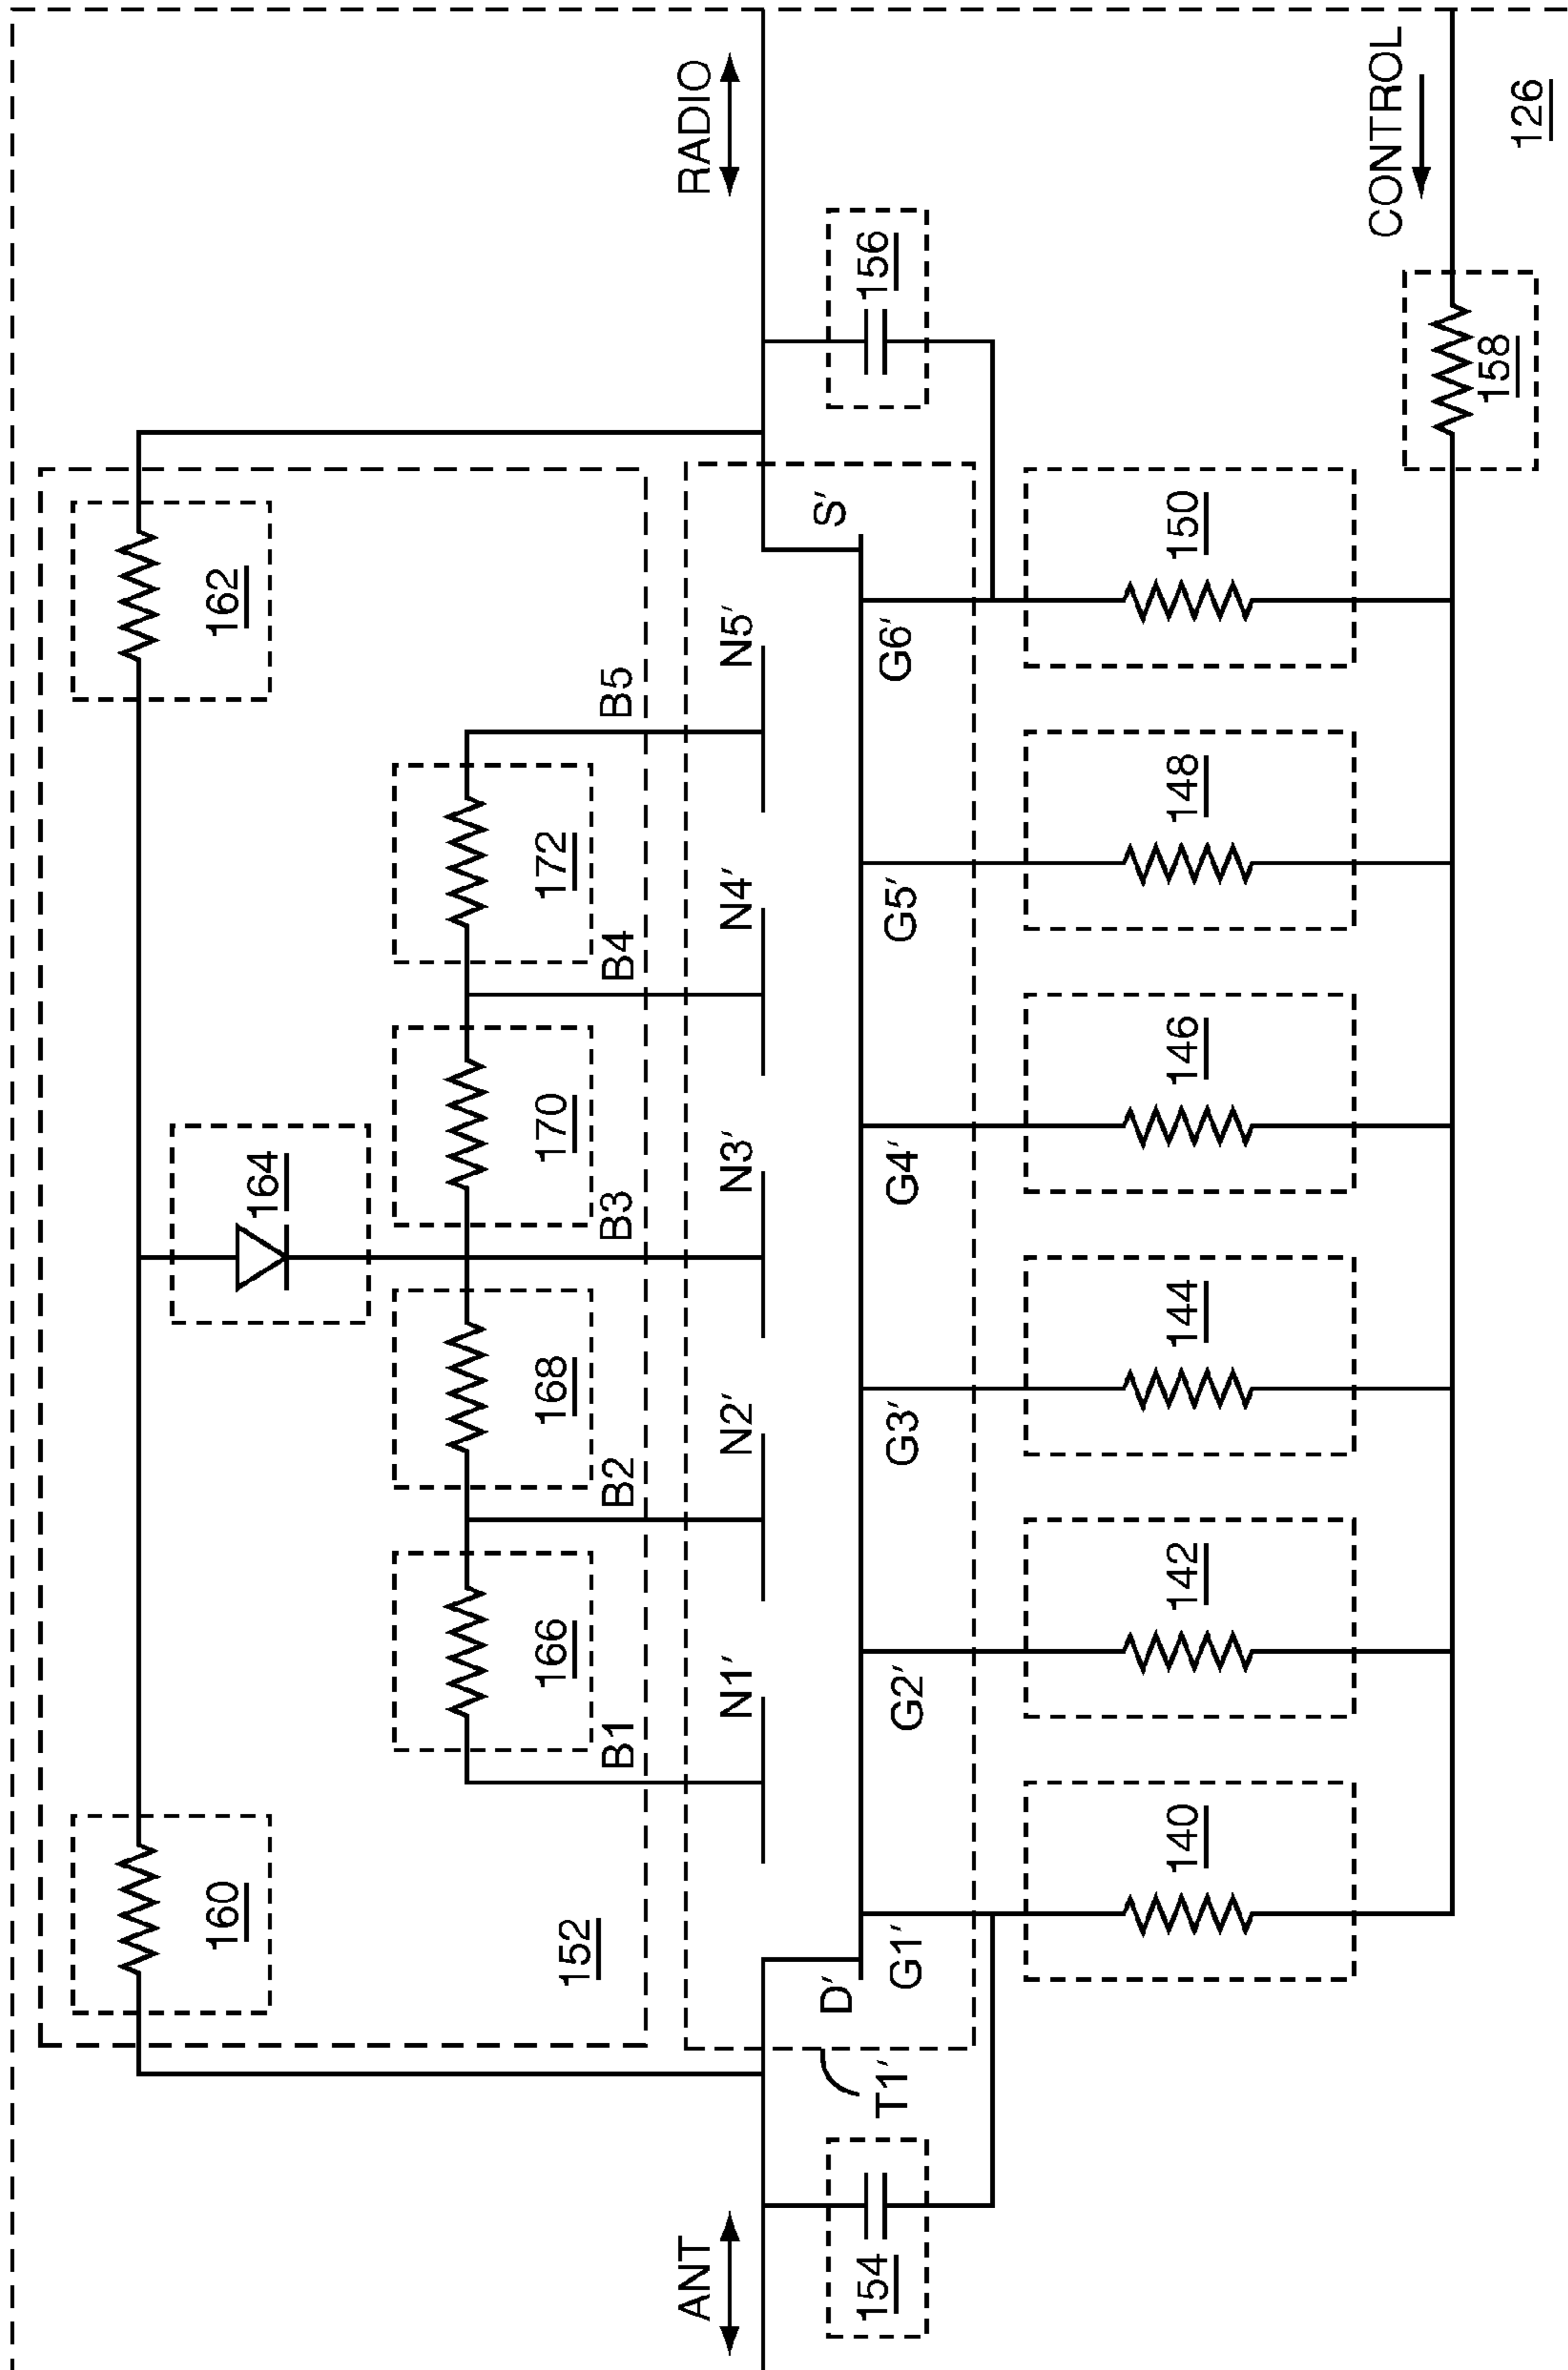 160
162
164
166
168
170
172
152
B1
B2
B3
B4
B5
ANT
RADIO
N1′
N2′
N3′
N4′
N5′
D′
S′
T1′
154
156
G1′
G2′
G3′
G4′
G5′
G6′
140
142
144
146
148
150
CONTROL
158
126